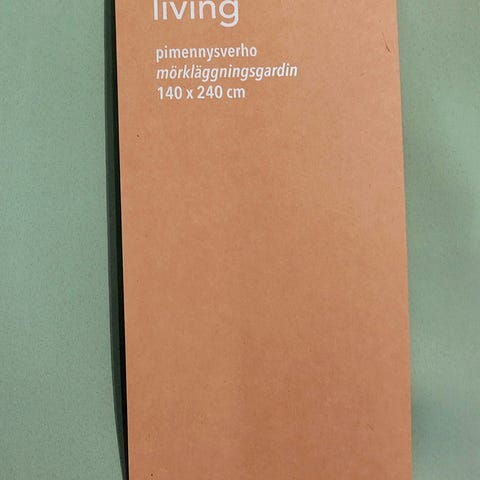 living
pimennysverho
mörkläggningsgardin
140 x 240 cm